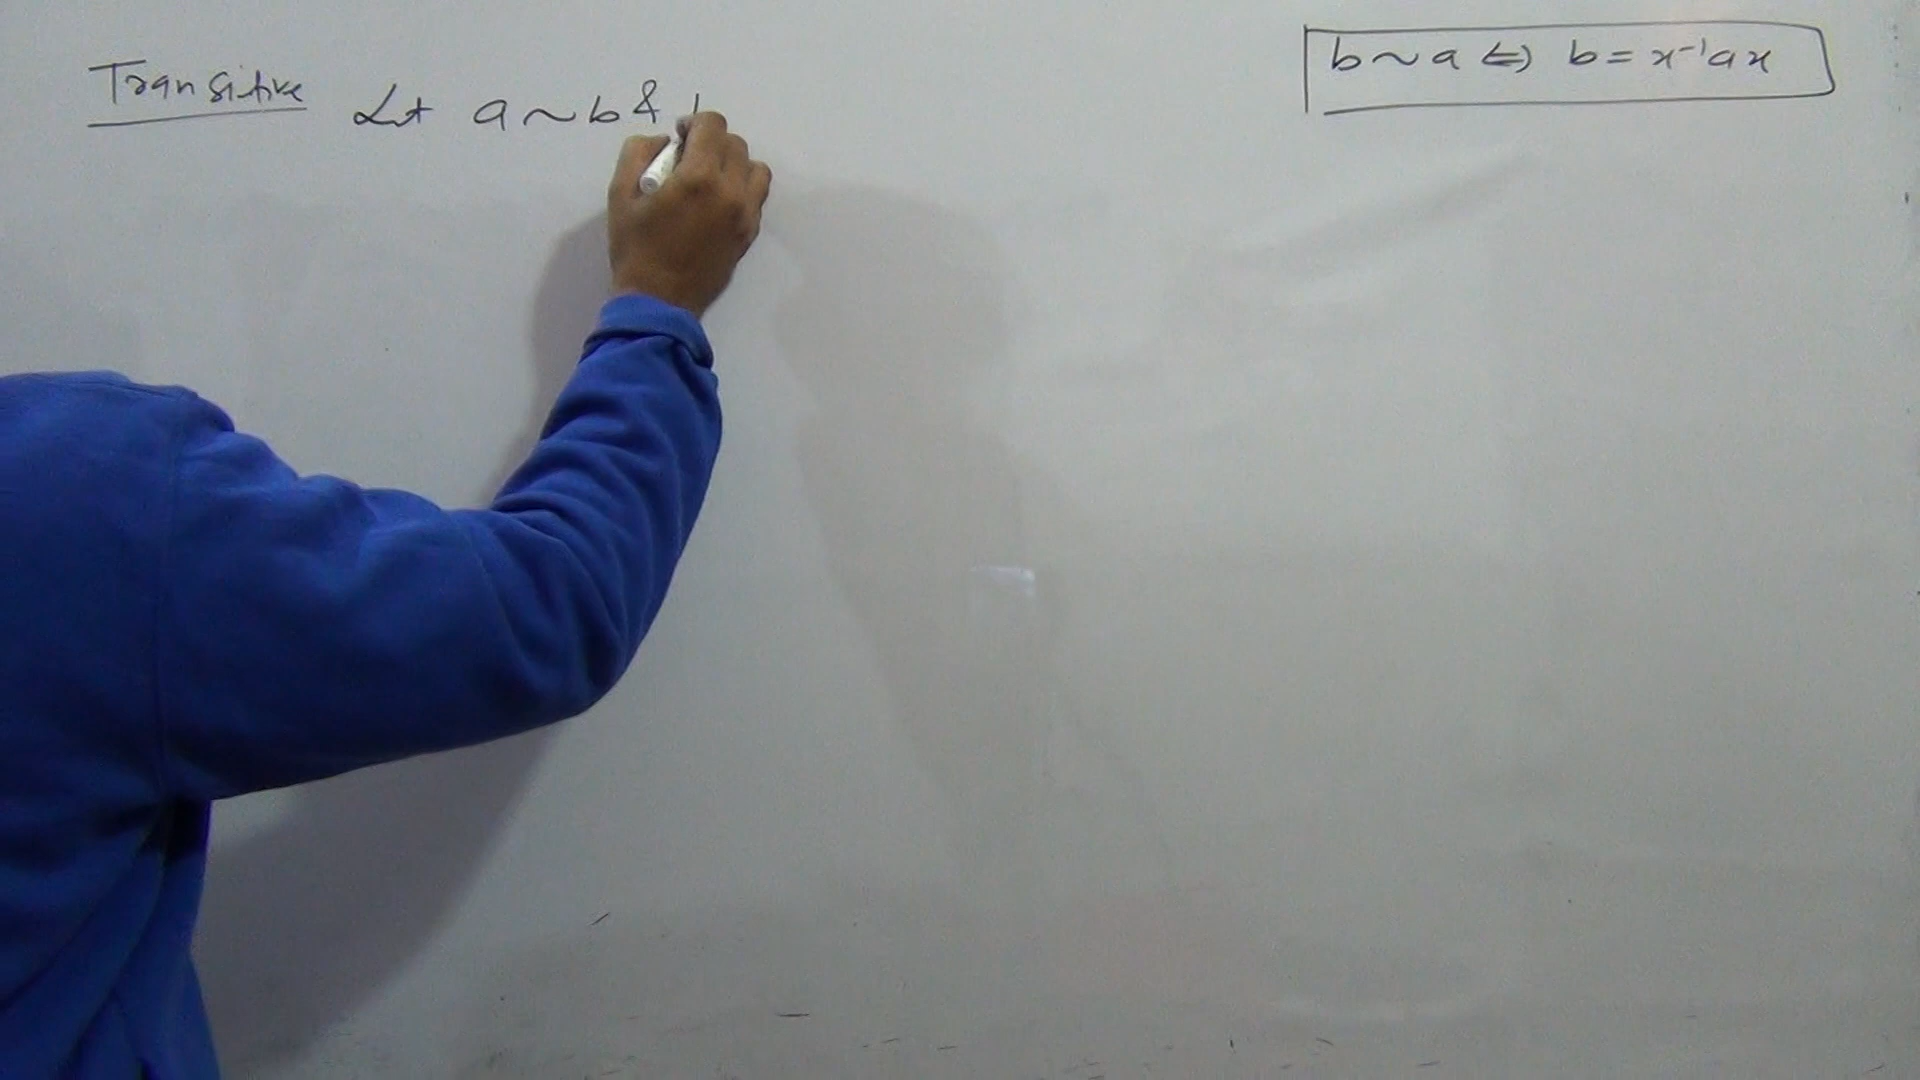 Transitive Let a ~ b &
b ~ a ⇔ b = x⁻¹ax